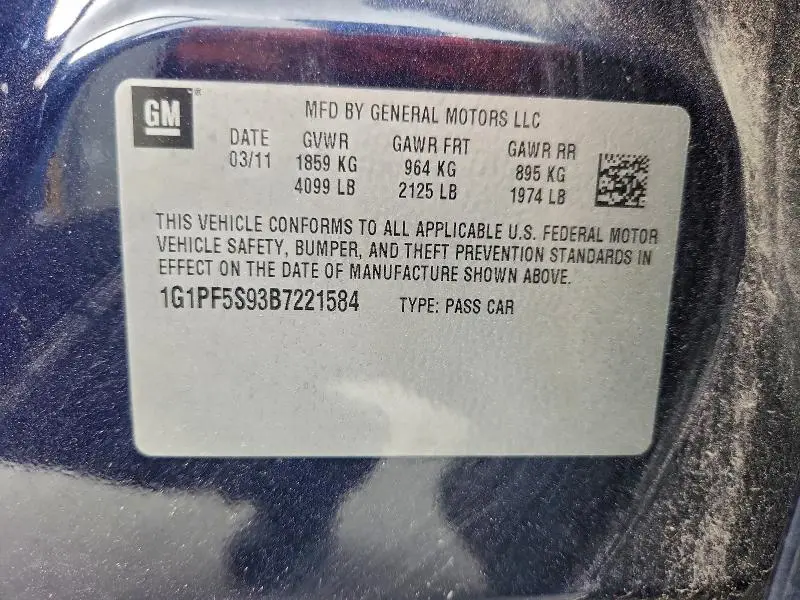 GM
MFD BY GENERAL MOTORS LLC
DATE GVWR GAWR FRT GAWR RR
03/11 1859 KG 964 KG 895 KG
4099 LB 2125 LB 1974 LB
THIS VEHICLE CONFORMS TO ALL APPLICABLE U.S. FEDERAL MOTOR
VEHICLE SAFETY, BUMPER, AND THEFT PREVENTION STANDARDS IN
EFFECT ON THE DATE OF MANUFACTURE SHOWN ABOVE.
1G1PF5S93B7221584 TYPE: PASS CAR